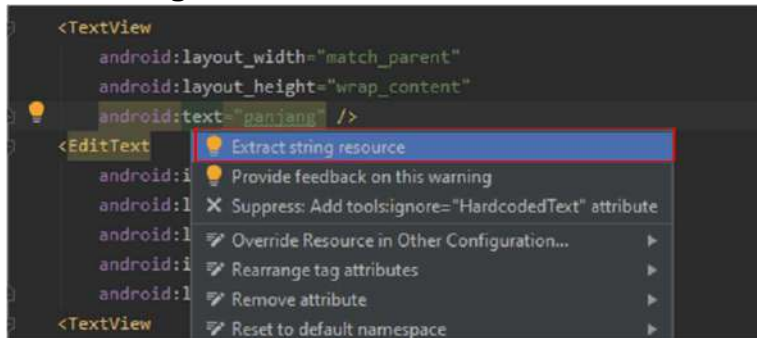 <TextView
android:layout_width="match_parent"
android:layout_height="wrap_content"
android:text="panjang" />
<EditText
Extract string resource
android:i
Provide feedback on this warning
android:l
Suppress: Add tools:ignore="HardcodedText" attribute
android:l
Override Resource in Other Configuration...
android:i
Rearrange tag attributes
android:l
Remove attribute
<TextView
Reset to default namespace